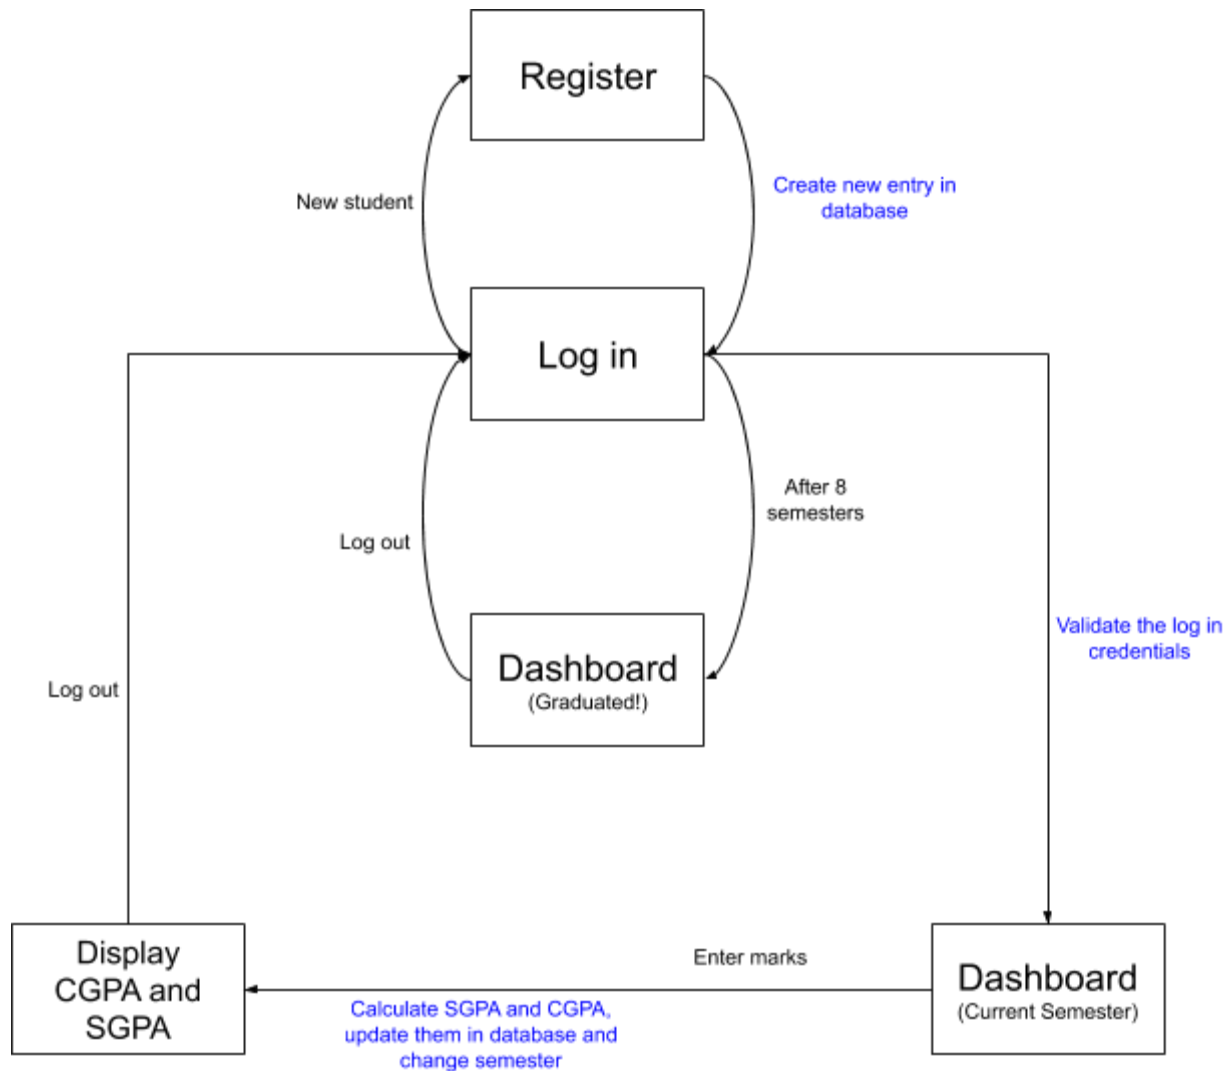 Register
New student
Create new entry in
database
Log in
After 8
semesters
Log out
Dashboard
(Graduated!)
Validate the log in
credentials
Log out
Display
CGPA and
SGPA
Enter marks
Calculate SGPA and CGPA,
update them in database and
change semester
Dashboard
(Current Semester)